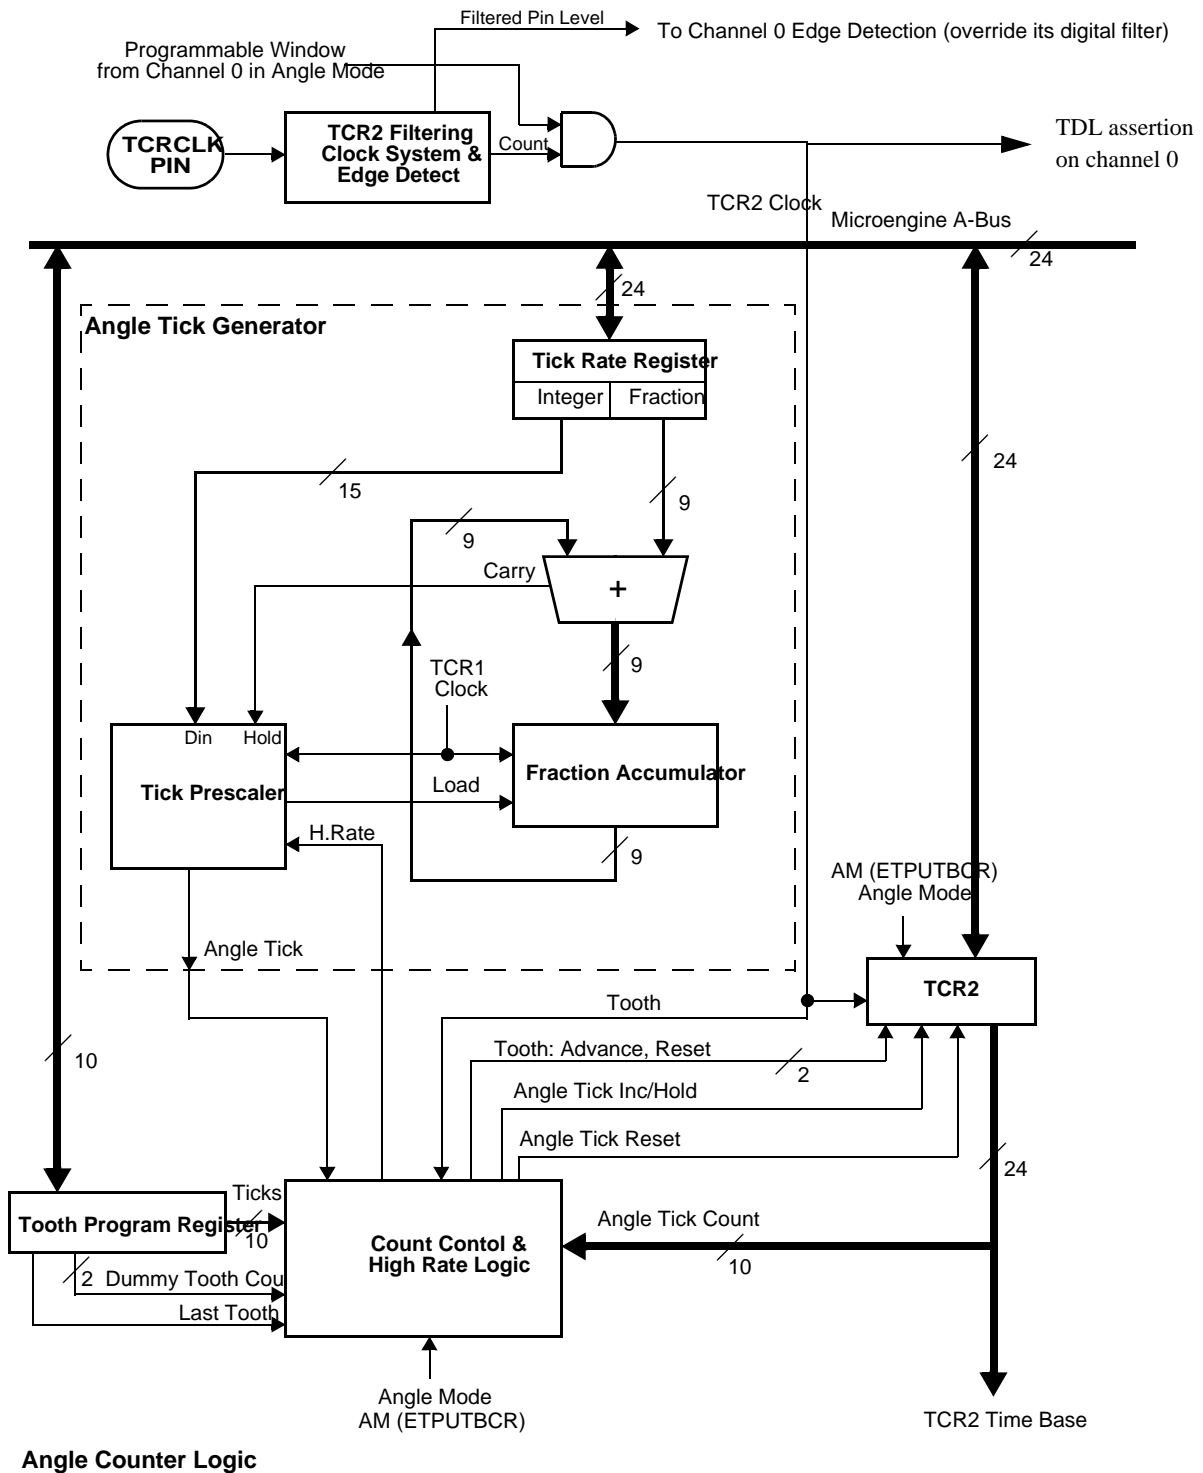 Filtered Pin Level
To Channel 0 Edge Detection (override its digital filter)
Programmable Window
from Channel 0 in Angle Mode
TCRCLK
PIN
TCR2 Filtering
Clock System &
Edge Detect
Count
TDL assertion
on channel 0
TCR2 Clock
Microengine A-Bus
24
24
Angle Tick Generator
Tick Rate Register
Integer
Fraction
15
9
24
9
Carry
+
9
TCR1
Clock
Din
Hold
Tick Prescaler
Load
Fraction Accumulator
H.Rate
9
AM (ETPUTBCR)
Angle Mode
Angle Tick
TCR2
Tooth
10
Tooth: Advance, Reset
2
Angle Tick Inc/Hold
Angle Tick Reset
24
Ticks
Tooth Program Register
10
Angle Tick Count
10
Count Contol &
High Rate Logic
2
Dummy Tooth Cou
Last Tooth
Angle Mode
AM (ETPUTBCR)
TCR2 Time Base
Angle Counter Logic